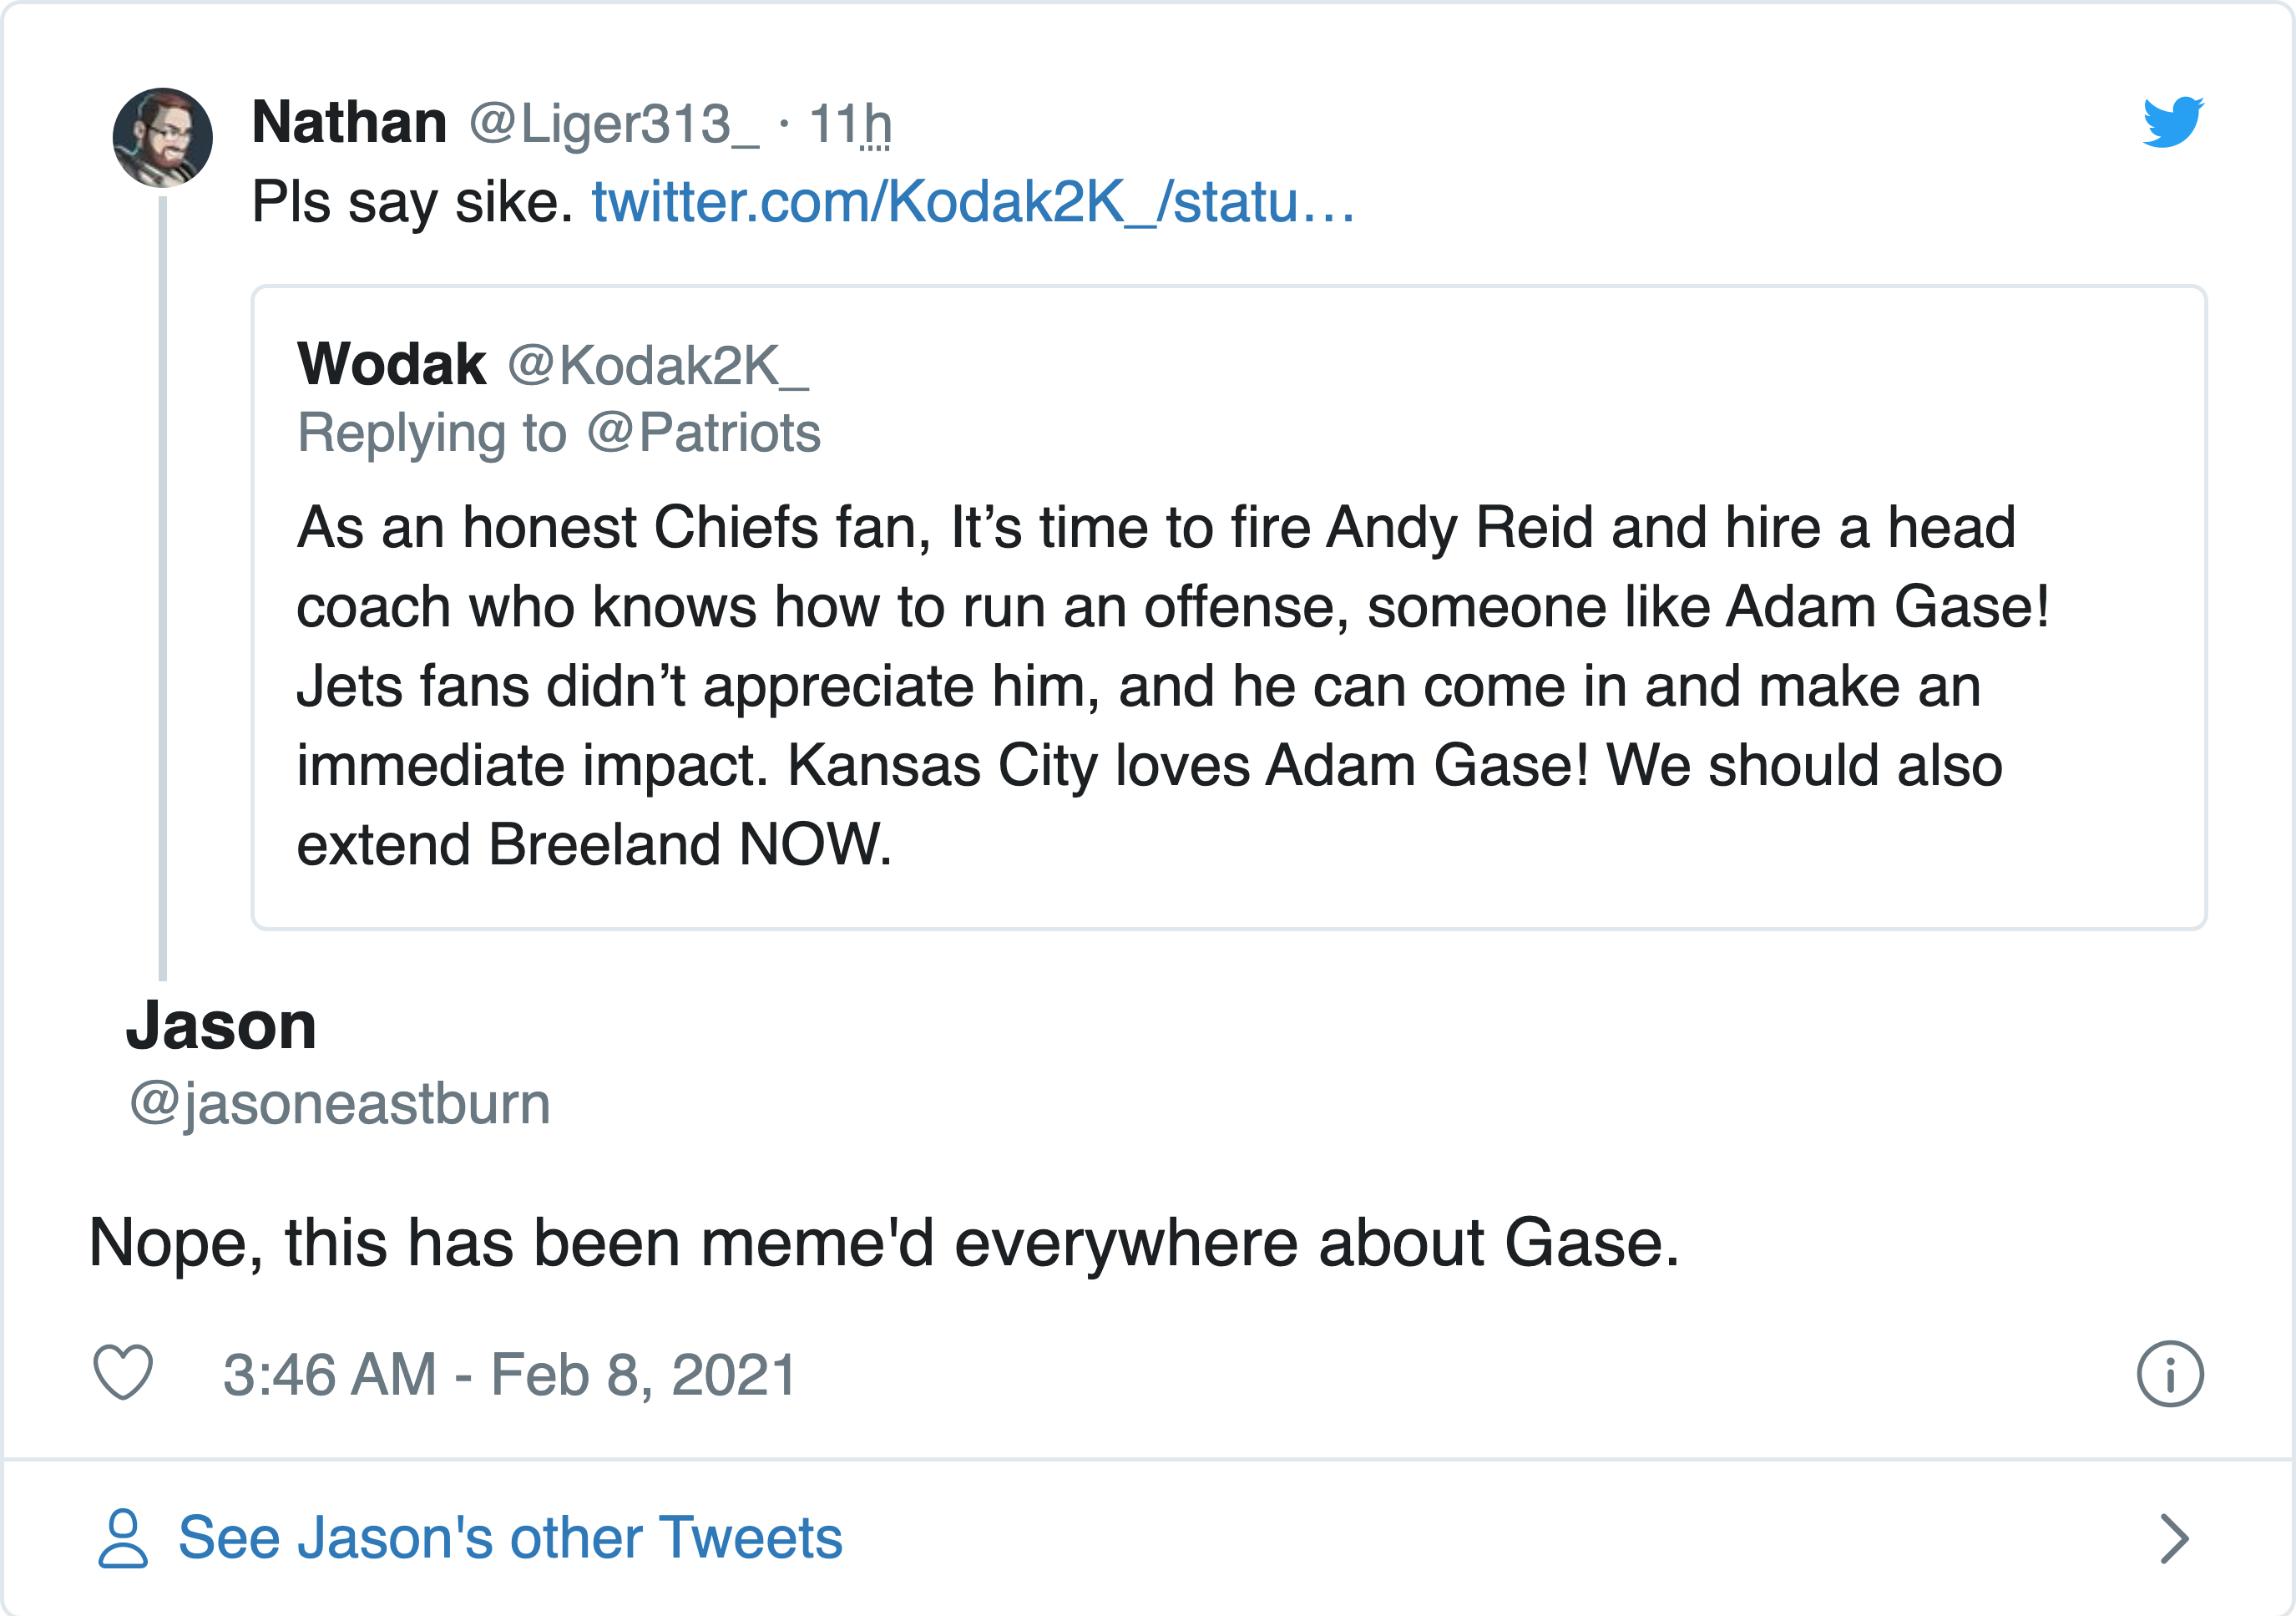 Nathan @Liger313_ · 11h
Pls say sike. twitter.com/Kodak2K_/statu…
Wodak @Kodak2K_
Replying to @Patriots
As an honest Chiefs fan, It’s time to fire Andy Reid and hire a head
coach who knows how to run an offense, someone like Adam Gase!
Jets fans didn’t appreciate him, and he can come in and make an
immediate impact. Kansas City loves Adam Gase! We should also
extend Breeland NOW.
Jason
@jasoneastburn
Nope, this has been meme'd everywhere about Gase.
3:46 AM - Feb 8, 2021
See Jason's other Tweets